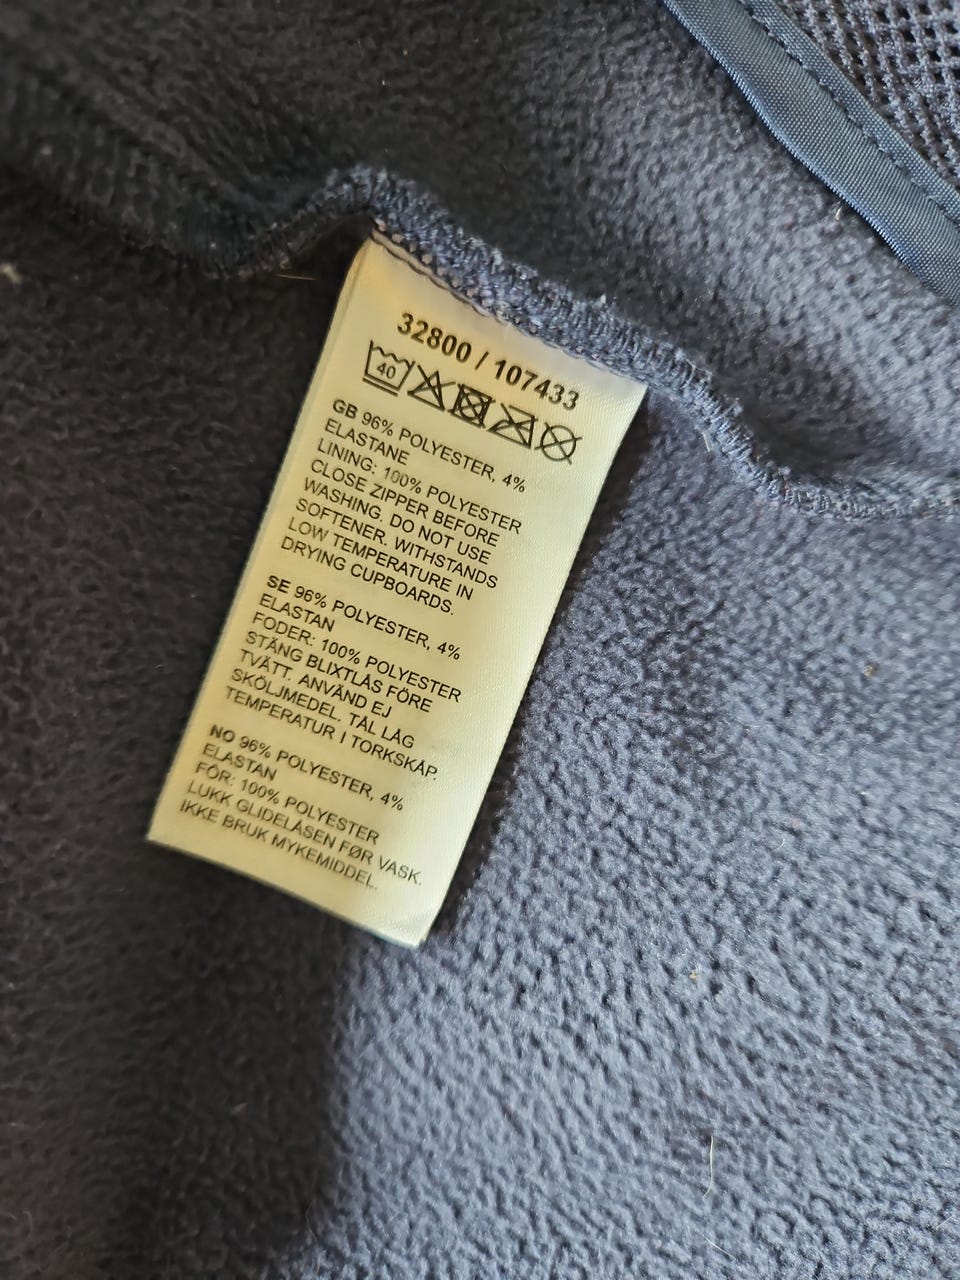 32800 / 107433
40
GB 96% POLYESTER, 4%
ELASTANE
LINING: 100% POLYESTER
CLOSE ZIPPER BEFORE
WASHING. DO NOT USE
SOFTENER. WITHSTANDS
LOW TEMPERATURE IN
DRYING CUPBOARDS.
SE 96% POLYESTER, 4%
ELASTAN
FODER: 100% POLYESTER
STÄNG BLIXTLÅS FÖRE
TVÄTT. ANVÄND EJ
SKÖLJMEDEL. TÅL LÅG
TEMPERATUR I TORKSKÅP.
NO 96% POLYESTER, 4%
ELASTAN
FÔR: 100% POLYESTER
LUKK GLIDELÅSEN FØR VASK.
IKKE BRUK MYKEMIDDEL.